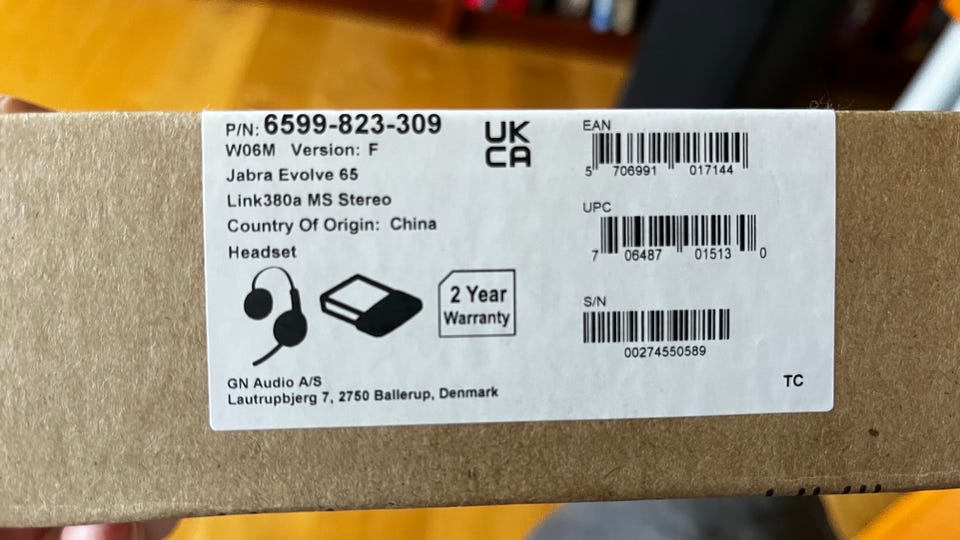 P/N: 6599-823-309
W06M Version: F
Jabra Evolve 65
Link380a MS Stereo
Country Of Origin: China
Headset
2 Year
Warranty
GN Audio A/S
Lautrupbjerg 7, 2750 Ballerup, Denmark
UK
CA
EAN
5 706991 017144
UPC
7 06487 01513 0
S/N
00274550589
TC